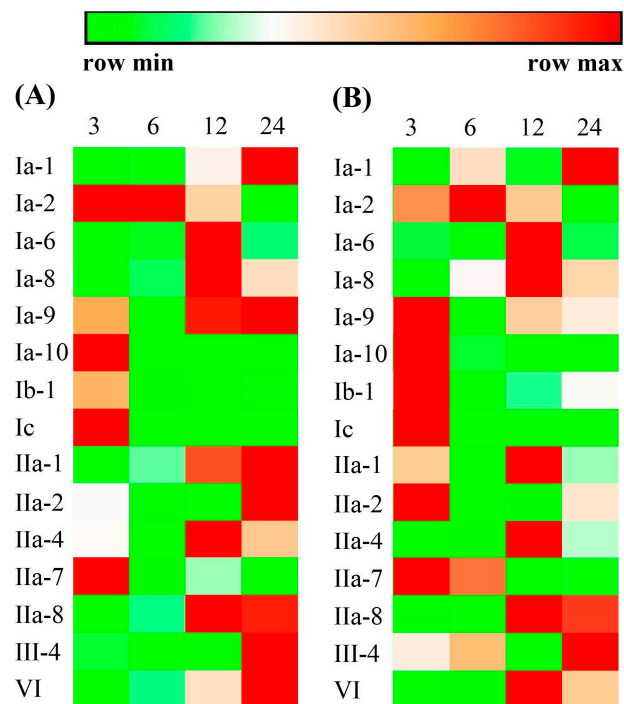 row min row max
(A) (B)
3 6 12 24 3 6 12 24
Ia-1 Ia-1
Ia-2 Ia-2
Ia-6 Ia-6
Ia-8 Ia-8
Ia-9 Ia-9
Ia-10 Ia-10
Ib-1 Ib-1
Ic Ic
IIa-1 IIa-1
IIa-2 IIa-2
IIa-4 IIa-4
IIa-7 IIa-7
IIa-8 IIa-8
III-4 III-4
VI VI